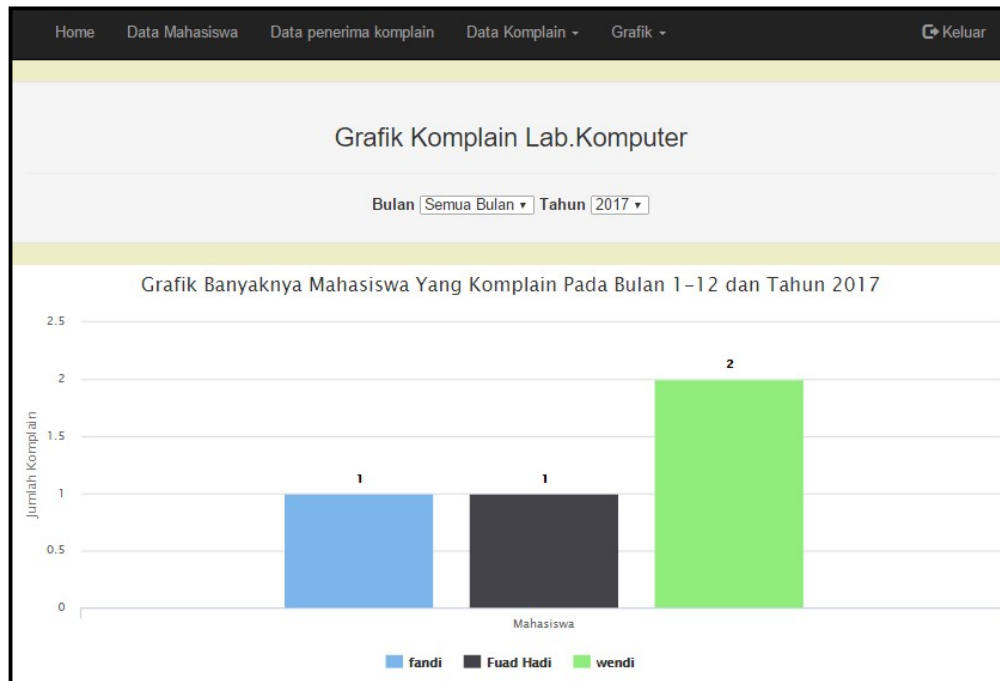 Home Data Mahasiswa Data penerima komplain Data Komplain Grafik Keluar
Grafik Komplain Lab.Komputer
Bulan Semua Bulan Tahun 2017
Grafik Banyaknya Mahasiswa Yang Komplain Pada Bulan 1-12 dan Tahun 2017
Jumlah Komplain
2.5
2
1.5
1
0.5
0
1 1 2
Mahasiswa
fandi Fuad Hadi wendi